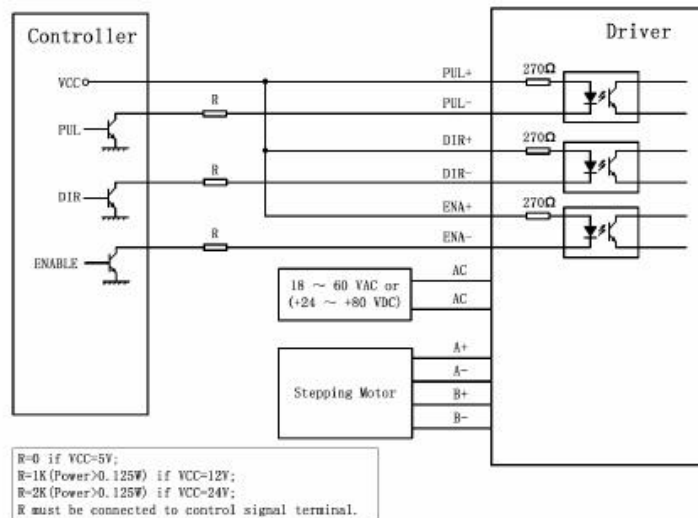 Controller
Driver
VCC
PUL+
270Ω
R
PUL-
PUL
DIR+
270Ω
R
DIR-
DIR
ENA+
270Ω
R
ENA-
ENABLE
18 ~ 60 VAC or
(+24 ~ +80 VDC)
AC
AC
Stepping Motor
A+
A-
B+
B-
R=0 if VCC=5V;
R=1K(Power>0.125W) if VCC=12V;
R=2K(Power>0.125W) if VCC=24V;
R must be connected to control signal terminal.